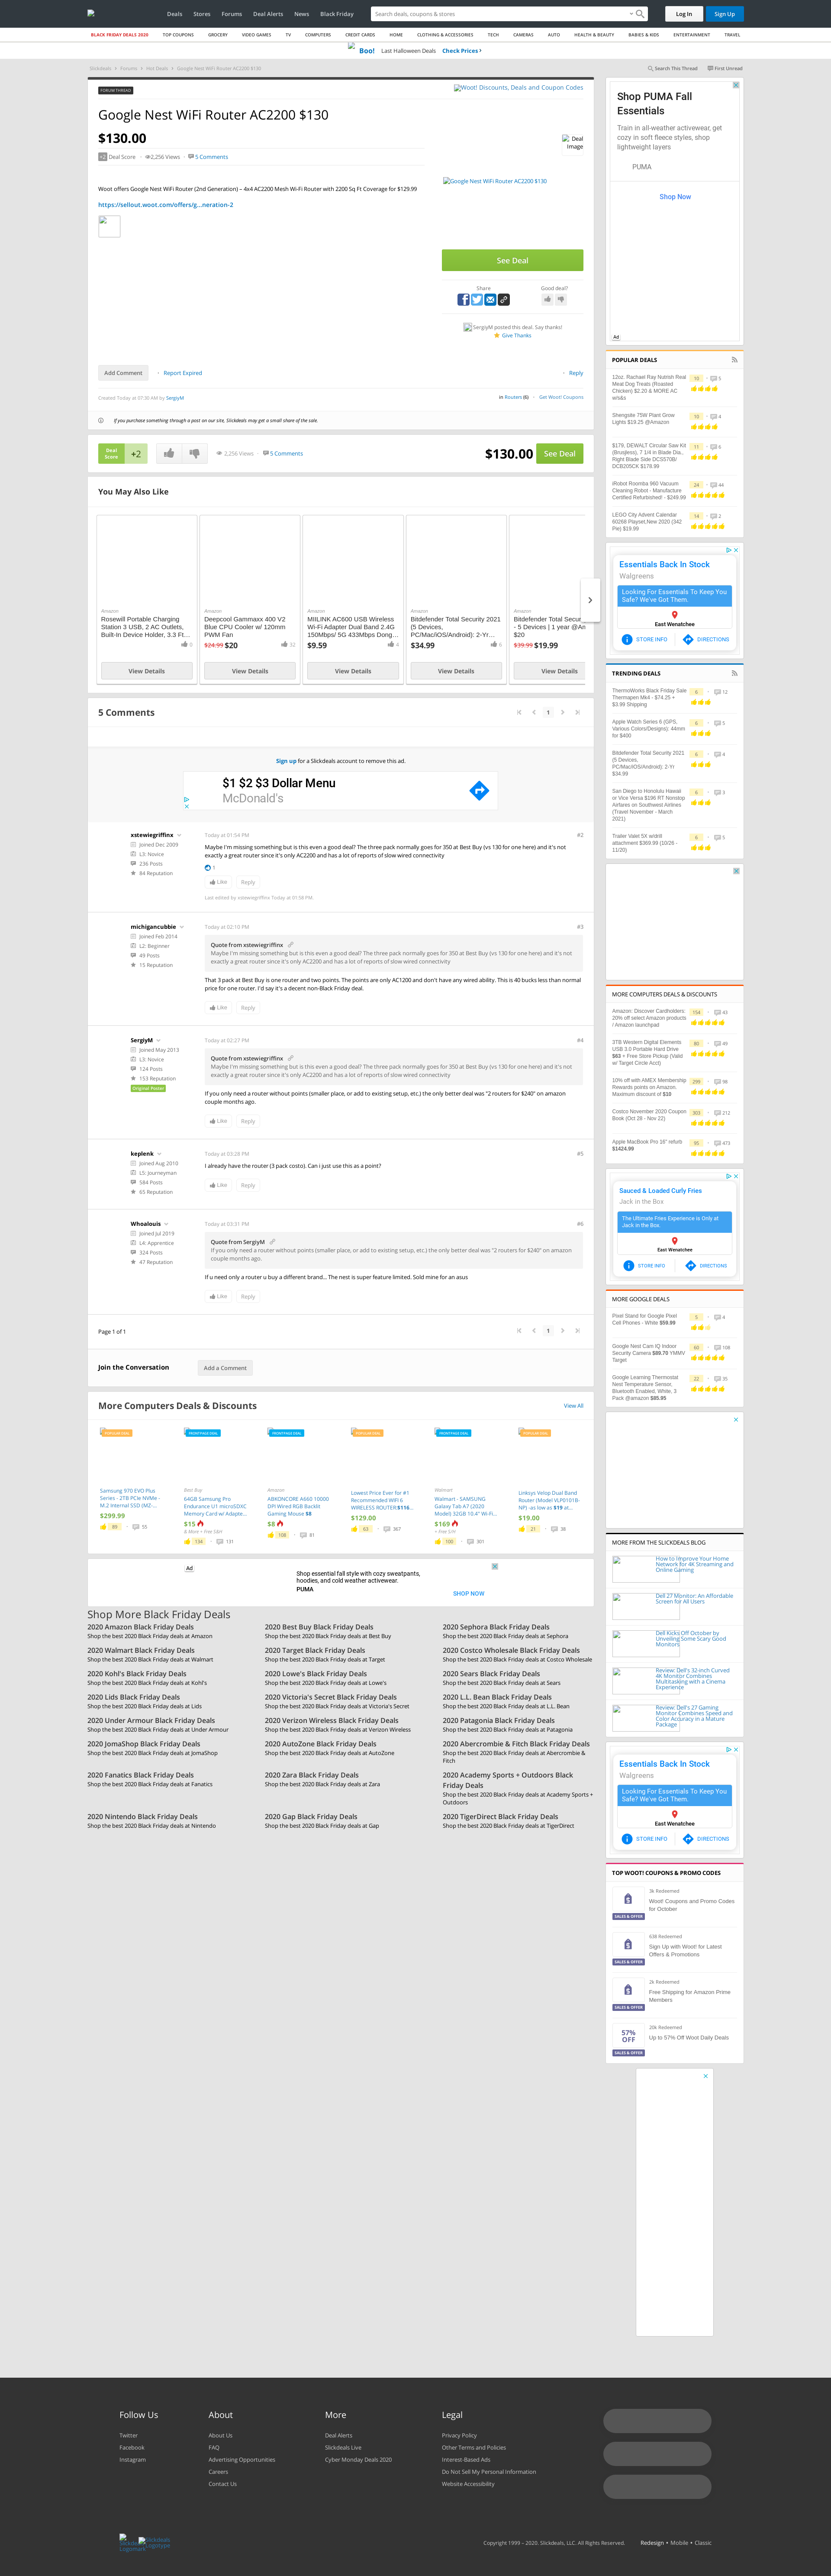 Deals Stores Forums Deal Alerts News Black Friday
Search deals, coupons & stores
Log In Sign Up
BLACK FRIDAY DEALS 2020 TOP COUPONS GROCERY VIDEO GAMES TV COMPUTERS CREDIT CARDS HOME CLOTHING & ACCESSORIES TECH CAMERAS AUTO HEALTH & BEAUTY BABIES & KIDS ENTERTAINMENT TRAVEL
Boo! Last Halloween Deals Check Prices
Slickdeals > Forums > Hot Deals > Google Nest WiFi Router AC2200 $130
Search This Thread First Unread
FORUM THREAD
Woot! Discounts, Deals and Coupon Codes
Google Nest WiFi Router AC2200 $130
$130.00
+2 Deal Score 2,256 Views 5 Comments
Deal Image
Woot offers Google Nest WiFi Router (2nd Generation) – 4x4 AC2200 Mesh Wi-Fi Router with 2200 Sq Ft Coverage for $129.99
https://sellout.woot.com/offers/g...neration-2
Google Nest WiFi Router AC2200 $130
See Deal
Share Good deal?
SergiyM posted this deal. Say thanks!
Give Thanks
Add Comment Report Expired Reply
Created Today at 07:36 AM by SergiyM
in Routers (6) Get Woot! Coupons
If you purchase something through a post on our site, Slickdeals may get a small share of the sale.
Deal Score +2 2,256 Views 5 Comments $130.00 See Deal
You May Also Like
Amazon
Rosewill Portable Charging Station 3 USB, 2 AC Outlets, Built-In Device Holder, 3.3 Ft...
0
View Details
Amazon
Deepcool Gammaxx 400 V2 Blue CPU Cooler w/ 120mm PWM Fan
$24.99 $20 32
View Details
Amazon
MIILINK AC600 USB Wireless Wi-Fi Adapter Dual Band 2.4G 150Mbps/ 5G 433Mbps Dong...
$9.59 4
View Details
Amazon
Bitdefender Total Security 2021 (5 Devices, PC/Mac/iOS/Android): 2-Yr...
$34.99 6
View Details
Amazon
Bitdefender Total Secur
- 5 Devices | 1 year @Am
$20
$39.99 $19.99
View Details
5 Comments
1
Sign up for a Slickdeals account to remove this ad.
$1 $2 $3 Dollar Menu
McDonald's
xstewiegriffinx
Joined Dec 2009
L3: Novice
236 Posts
84 Reputation
Today at 01:54 PM #2
Maybe I'm missing something but is this even a good deal? The three pack normally goes for 350 at Best Buy (vs 130 for one here) and it's not exactly a great router since it's only AC2200 and has a lot of reports of slow wired connectivity
1
Like Reply
Last edited by xstewiegriffinx Today at 01:58 PM.
michigancubbie
Joined Feb 2014
L2: Beginner
49 Posts
15 Reputation
Today at 02:10 PM #3
Quote from xstewiegriffinx
Maybe I'm missing something but is this even a good deal? The three pack normally goes for 350 at Best Buy (vs 130 for one here) and it's not exactly a great router since it's only AC2200 and has a lot of reports of slow wired connectivity
That 3 pack at Best Buy is one router and two points. The points are only AC1200 and don't have any wired ability. This is 40 bucks less than normal price for one router. I'd say it's a decent non-Black Friday deal.
Like Reply
SergiyM
Joined May 2013
L3: Novice
124 Posts
153 Reputation
Original Poster
Today at 02:27 PM #4
Quote from xstewiegriffinx
Maybe I'm missing something but is this even a good deal? The three pack normally goes for 350 at Best Buy (vs 130 for one here) and it's not exactly a great router since it's only AC2200 and has a lot of reports of slow wired connectivity
If you only need a router without points (smaller place, or add to existing setup, etc.) the only better deal was "2 routers for $240" on amazon couple months ago.
Like Reply
keplenk
Joined Aug 2010
L5: Journeyman
584 Posts
65 Reputation
Today at 03:28 PM #5
I already have the router (3 pack costo), Can i just use this as a point?
Like Reply
Whoalouis
Joined Jul 2019
L4: Apprentice
324 Posts
47 Reputation
Today at 03:31 PM #6
Quote from SergiyM
If you only need a router without points (smaller place, or add to existing setup, etc.) the only better deal was "2 routers for $240" on amazon couple months ago.
If u need only a router u buy a different brand... The nest is super feature limited. Sold mine for an asus
Like Reply
Page 1 of 1 1
Join the Conversation Add a Comment
More Computers Deals & Discounts View All
POPULAR DEAL
Samsung 970 EVO Plus Series - 2TB PCIe NVMe - M.2 Internal SSD (MZ-...
$299.99
89 55
FRONTPAGE DEAL
Best Buy
64GB Samsung Pro Endurance U1 microSDXC Memory Card w/ Adapte...
$15
& More + Free S&H
134 131
FRONTPAGE DEAL
Amazon
ABKONCORE A660 10000 DPI Wired RGB Backlit Gaming Mouse $8
$8
108 81
POPULAR DEAL
Lowest Price Ever for #1 Recommended WIFI 6 WIRELESS ROUTER $116...
$129.00
63 367
FRONTPAGE DEAL
Walmart
Walmart - SAMSUNG Galaxy Tab A7 (2020 Model) 32GB 10.4" Wi-Fi...
$169
+ Free S/H
100 301
POPULAR DEAL
Linksys Velop Dual Band Router (Model VLP0101B-NP) -as low as $19 at...
$19.00
21 38
Ad
Shop essential fall style with cozy sweatpants, hoodies, and cold weather activewear.
PUMA
SHOP NOW
Shop More Black Friday Deals
2020 Amazon Black Friday Deals
Shop the best 2020 Black Friday deals at Amazon
2020 Best Buy Black Friday Deals
Shop the best 2020 Black Friday deals at Best Buy
2020 Sephora Black Friday Deals
Shop the best 2020 Black Friday deals at Sephora
2020 Walmart Black Friday Deals
Shop the best 2020 Black Friday deals at Walmart
2020 Target Black Friday Deals
Shop the best 2020 Black Friday deals at Target
2020 Costco Wholesale Black Friday Deals
Shop the best 2020 Black Friday deals at Costco Wholesale
2020 Kohl's Black Friday Deals
Shop the best 2020 Black Friday deals at Kohl's
2020 Lowe's Black Friday Deals
Shop the best 2020 Black Friday deals at Lowe's
2020 Sears Black Friday Deals
Shop the best 2020 Black Friday deals at Sears
2020 Lids Black Friday Deals
Shop the best 2020 Black Friday deals at Lids
2020 Victoria's Secret Black Friday Deals
Shop the best 2020 Black Friday deals at Victoria's Secret
2020 L.L. Bean Black Friday Deals
Shop the best 2020 Black Friday deals at L.L. Bean
2020 Under Armour Black Friday Deals
Shop the best 2020 Black Friday deals at Under Armour
2020 Verizon Wireless Black Friday Deals
Shop the best 2020 Black Friday deals at Verizon Wireless
2020 Patagonia Black Friday Deals
Shop the best 2020 Black Friday deals at Patagonia
2020 JomaShop Black Friday Deals
Shop the best 2020 Black Friday deals at JomaShop
2020 AutoZone Black Friday Deals
Shop the best 2020 Black Friday deals at AutoZone
2020 Abercrombie & Fitch Black Friday Deals
Shop the best 2020 Black Friday deals at Abercrombie & Fitch
2020 Fanatics Black Friday Deals
Shop the best 2020 Black Friday deals at Fanatics
2020 Zara Black Friday Deals
Shop the best 2020 Black Friday deals at Zara
2020 Academy Sports + Outdoors Black Friday Deals
Shop the best 2020 Black Friday deals at Academy Sports + Outdoors
2020 Nintendo Black Friday Deals
Shop the best 2020 Black Friday deals at Nintendo
2020 Gap Black Friday Deals
Shop the best 2020 Black Friday deals at Gap
2020 TigerDirect Black Friday Deals
Shop the best 2020 Black Friday deals at TigerDirect
Shop PUMA Fall Essentials
Train in all-weather activewear, get cozy in soft fleece styles, shop lightweight layers
PUMA
Shop Now
Ad
POPULAR DEALS
12oz. Rachael Ray Nutrish Real Meat Dog Treats (Roasted Chicken) $2.20 & MORE AC w/s&s 10 5
Shengsite 75W Plant Grow Lights $19.25 @Amazon 10 4
$179, DEWALT Circular Saw Kit (Brusjless), 7 1/4 in Blade Dia., Right Blade Side DCS570B/ DCB205CK $178.99 11 6
iRobot Roomba 960 Vacuum Cleaning Robot - Manufacture Certified Refurbished! - $249.99 24 44
LEGO City Advent Calendar 60268 Playset,New 2020 (342 Pie) $19.99 14 2
Essentials Back In Stock
Walgreens
Looking For Essentials To Keep You Safe? We've Got Them.
East Wenatchee
STORE INFO DIRECTIONS
TRENDING DEALS
ThermoWorks Black Friday Sale Thermapen Mk4 - $74.25 + $3.99 Shipping 6 12
Apple Watch Series 6 (GPS, Various Colors/Designs): 44mm for $400 6 5
Bitdefender Total Security 2021 (5 Devices, PC/Mac/iOS/Android): 2-Yr $34.99 6 4
San Diego to Honolulu Hawaii or Vice Versa $196 RT Nonstop Airfares on Southwest Airlines (Travel November - March 2021) 6 3
Trailer Valet 5X w/drill attachment $369.99 (10/26 - 11/20) 6 5
MORE COMPUTERS DEALS & DISCOUNTS
Amazon: Discover Cardholders: 20% off select Amazon products / Amazon launchpad 154 43
3TB Western Digital Elements USB 3.0 Portable Hard Drive $63 + Free Store Pickup (Valid w/ Target Circle Acct) 86 49
10% off with AMEX Membership Rewards points on Amazon. Maximum discount of $10 298 98
Costco November 2020 Coupon Book (Oct 28 - Nov 22) 303 212
Apple MacBook Pro 16" refurb $1424.99 95 473
Sauced & Loaded Curly Fries
Jack in the Box
The Ultimate Fries Experience is Only at Jack in the Box.
East Wenatchee
STORE INFO DIRECTIONS
MORE GOOGLE DEALS
Pixel Stand for Google Pixel Cell Phones - White $59.99 5 4
Google Nest Cam IQ Indoor Security Camera $89.70 YMMV Target 69 108
Google Learning Thermostat Nest Temperature Sensor, Bluetooth Enabled, White, 3 Pack @amazon $85.95 22 35
MORE FROM THE SLICKDEALS BLOG
How to Improve Your Home Network for 4K Streaming and Online Gaming
Dell 27 Monitor: An Affordable Screen for All Users
Dell Kicks Off October by Unveiling Some Scary Good Monitors
Review: Dell's 32-inch Curved 4K Monitor Combines Multitasking with a Cinema Experience
Review: Dell's 27 Gaming Monitor Combines Speed and Color Accuracy in a Mature Package
Essentials Back In Stock
Walgreens
Looking For Essentials To Keep You Safe? We've Got Them.
East Wenatchee
STORE INFO DIRECTIONS
TOP WOOT! COUPONS & PROMO CODES
3k Redeemed
Woot! Coupons and Promo Codes for October
SALES & OFFER
638 Redeemed
Sign Up with Woot! for Latest Offers & Promotions
SALES & OFFER
2k Redeemed
Free Shipping for Amazon Prime Members
SALES & OFFER
20k Redeemed
57% OFF
Up to 57% Off Woot Daily Deals
SALES & OFFER
Follow Us
Twitter
Facebook
Instagram
About
About Us
FAQ
Advertising Opportunities
Careers
Contact Us
More
Deal Alerts
Slickdeals Live
Cyber Monday Deals 2020
Legal
Privacy Policy
Other Terms and Policies
Interest-Based Ads
Do Not Sell My Personal Information
Website Accessibility
Slickdeals Logomark Slickdeals Logotype
Copyright 1999 – 2020. Slickdeals, LLC. All Rights Reserved. Redesign • Mobile • Classic